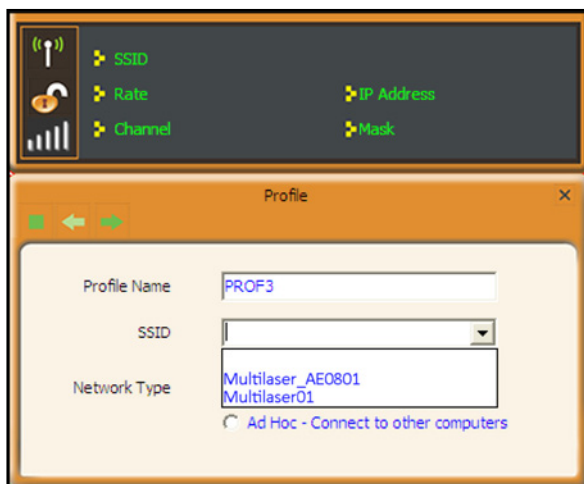 SSID
Rate IP Address
Channel Mask
Profile
Profile Name PROF3
SSID
Multilaser_AE0801
Network Type
Multilaser01
Ad Hoc - Connect to other computers